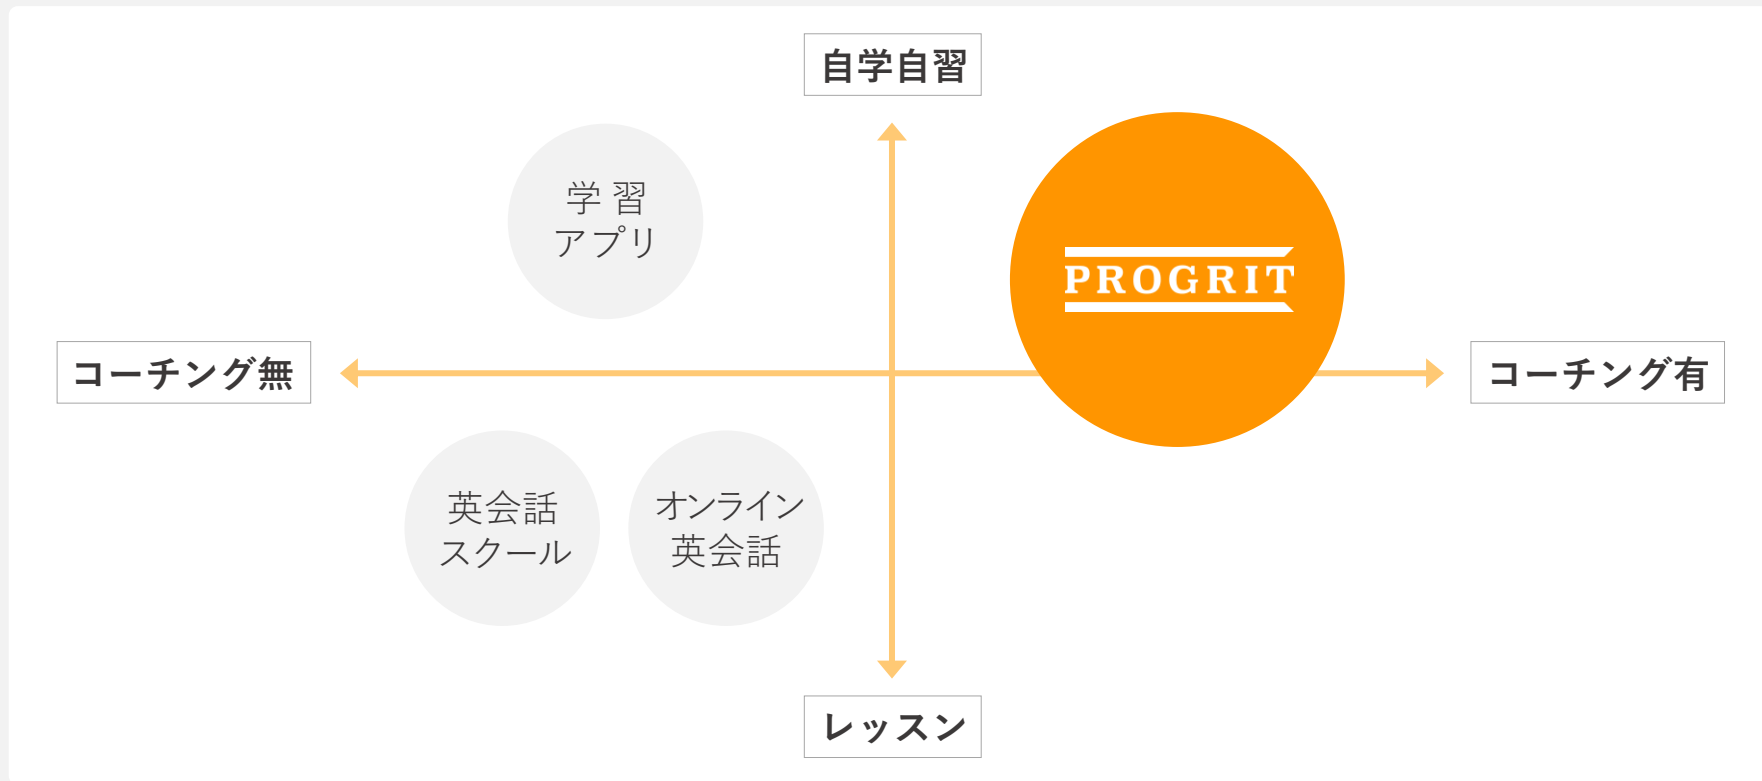 自学自習
学習
アプリ
PROGRIT
コーチング無
コーチング有
英会話
スクール
オンライン
英会話
レッスン